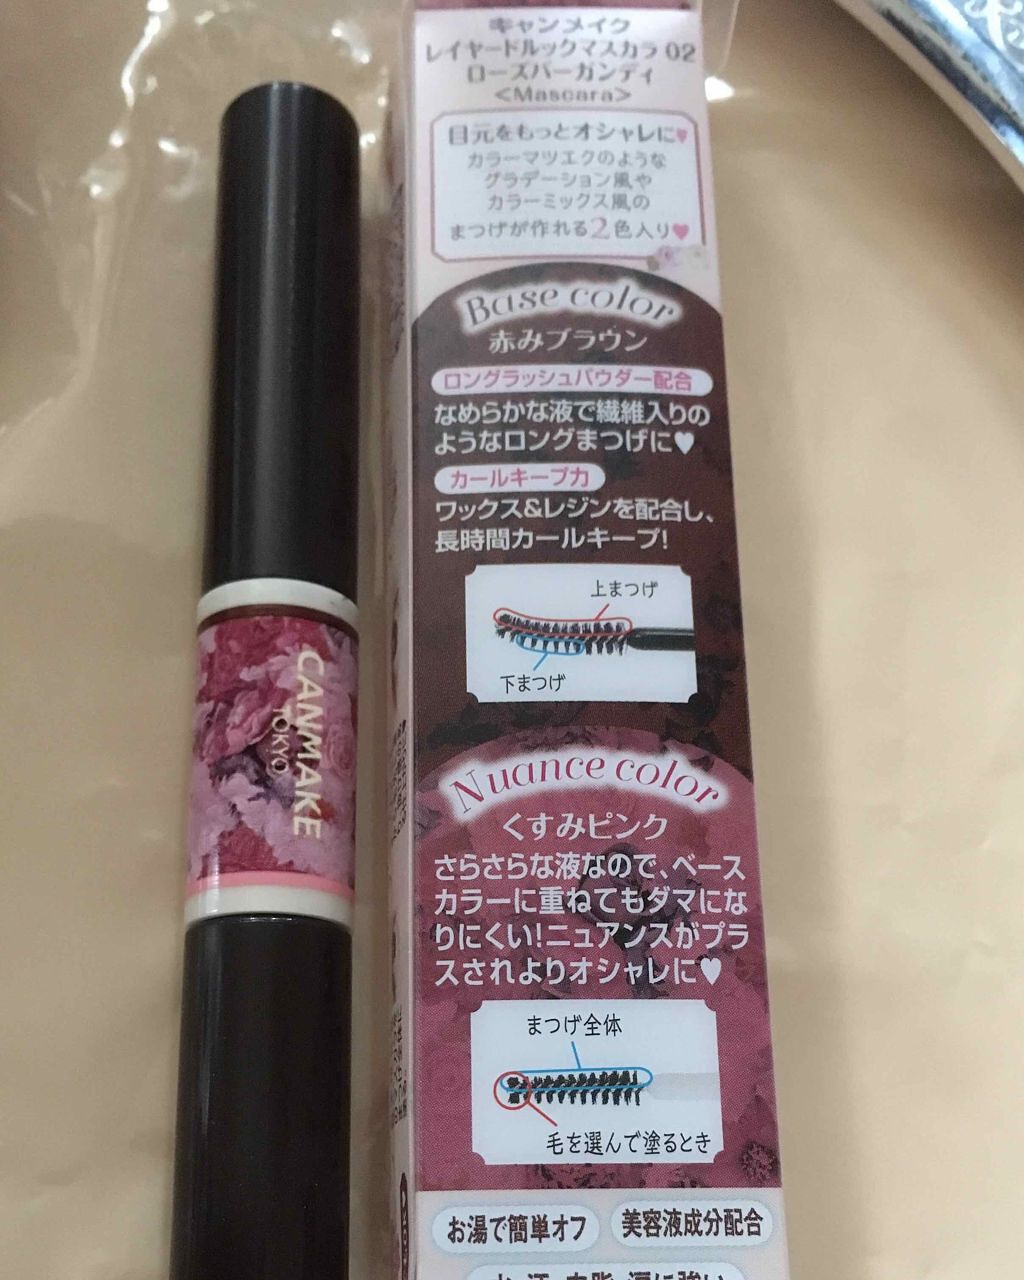 キャンメイク
レイヤードルックマスカラ 02
ローズバーガンディ
<Mascara>
目元をもっとオシャレに♥
カラーマツエクのような
グラデーション風や
カラーミックス風の
まつげが作れる2色入り♥
Base color
赤みブラウン
ロングラッシュパウダー配合
なめらかな液で繊維入りの
ようなロングまつげに♥
カールキープ力
ワックス&レジンを配合し、
長時間カールキープ!
上まつげ
下まつげ
CANMAKE
TOKYO
Nuance color
くすみピンク
さらさらな液なので、ベース
カラーに重ねてもダマにな
りにくい!ニュアンスがプラ
スされよりオシャレに♥
まつげ全体
毛を選んで塗るとき
お湯で簡単オフ
美容液成分配合